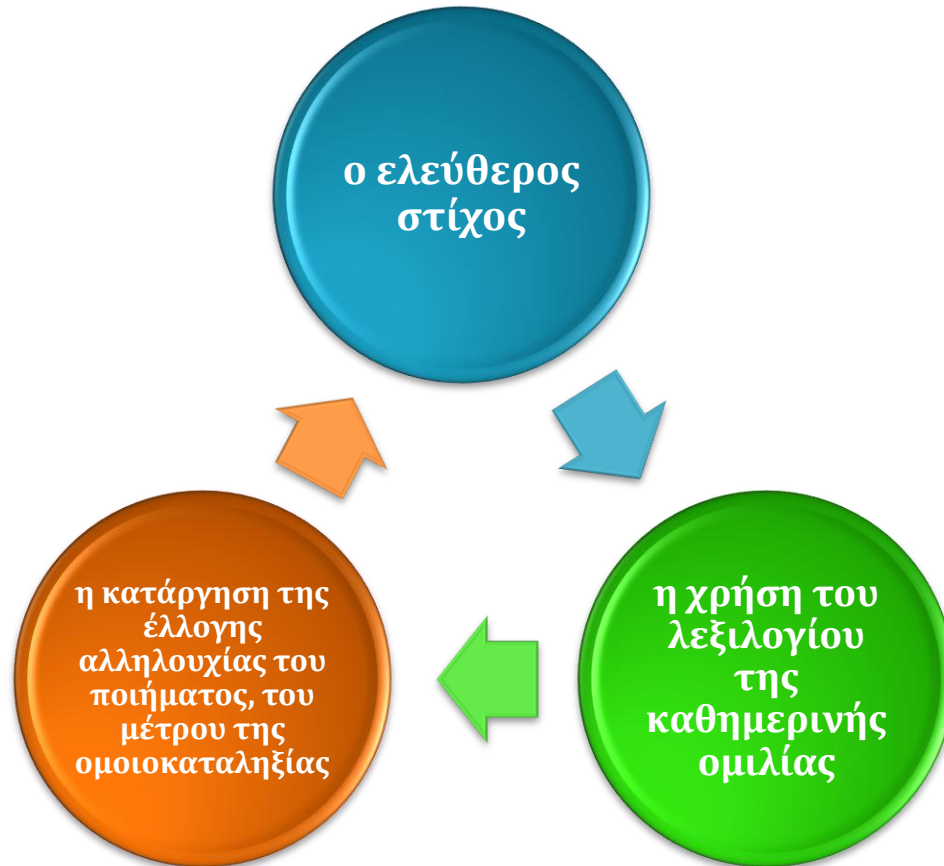 ο ελεύθερος
στίχος
η χρήση του
λεξιλογίου
της
καθημερινής
ομιλίας
η κατάργηση της
έλλογης
αλληλουχίας του
ποιήματος, του
μέτρου της
ομοιοκαταληξίας